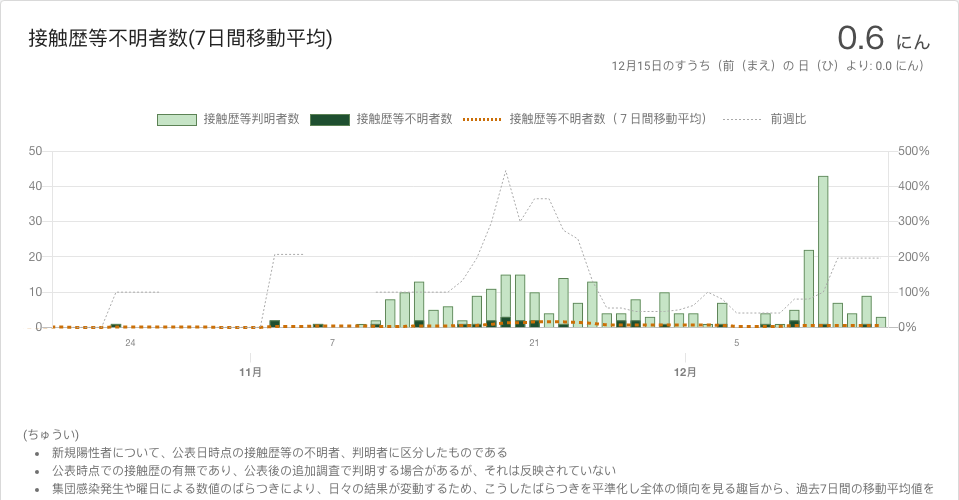 接触歴等不明者数(7日間移動平均)
0.6 にん
12月15日のすうち（前（まえ）の 日（ひ）より: 0.0 にん）
接触歴等判明者数 接触歴等不明者数 接触歴等不明者数（７日間移動平均） 前週比
50 500%
40 400%
30 300%
20 200%
10 100%
0 0%
24 7 21 5
11月 12月
(ちゅうい)
• 新規陽性者について、公表日時点の接触歴等の不明者、判明者に区分したものである
• 公表時点での接触歴の有無であり、公表後の追加調査で判明する場合があるが、それは反映されていない
• 集団感染発生や曜日による数値のばらつきにより、日々の結果が変動するため、こうしたばらつきを平準化し全体の傾向を見る趣旨から、過去7日間の移動平均値を